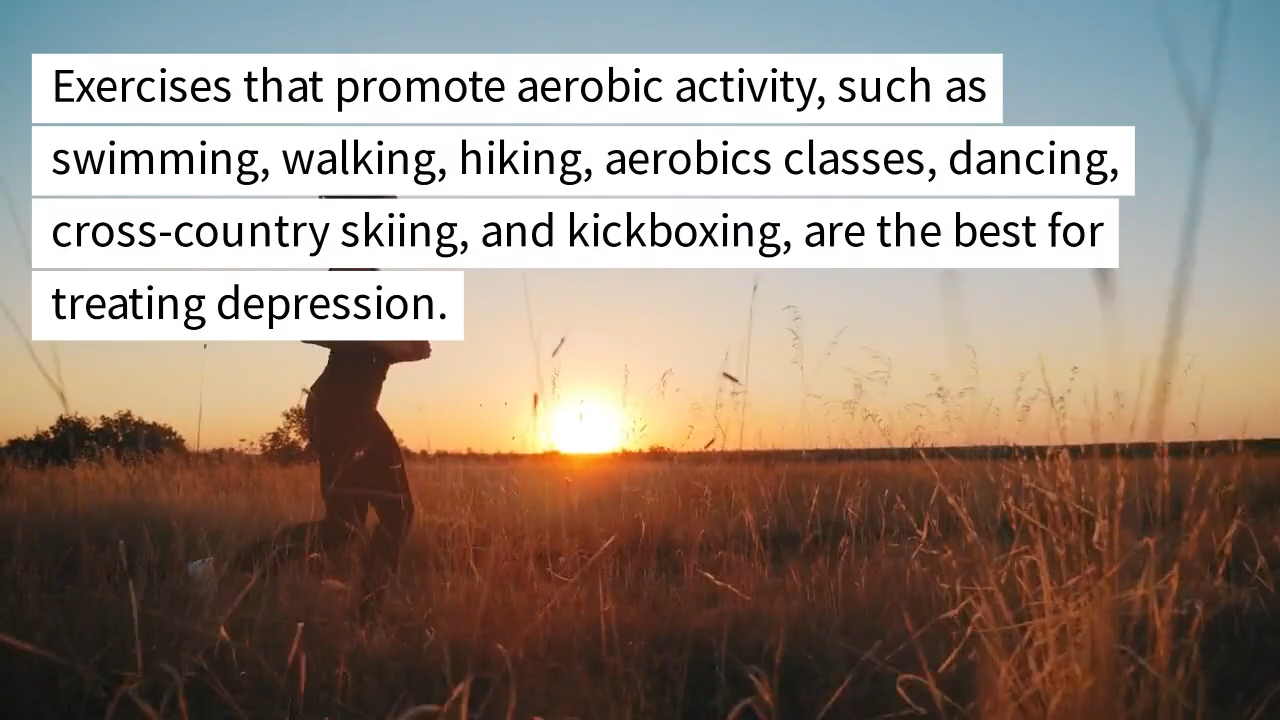 Exercises that promote aerobic activity, such as
swimming, walking, hiking, aerobics classes, dancing,
cross-country skiing, and kickboxing, are the best for
treating depression.